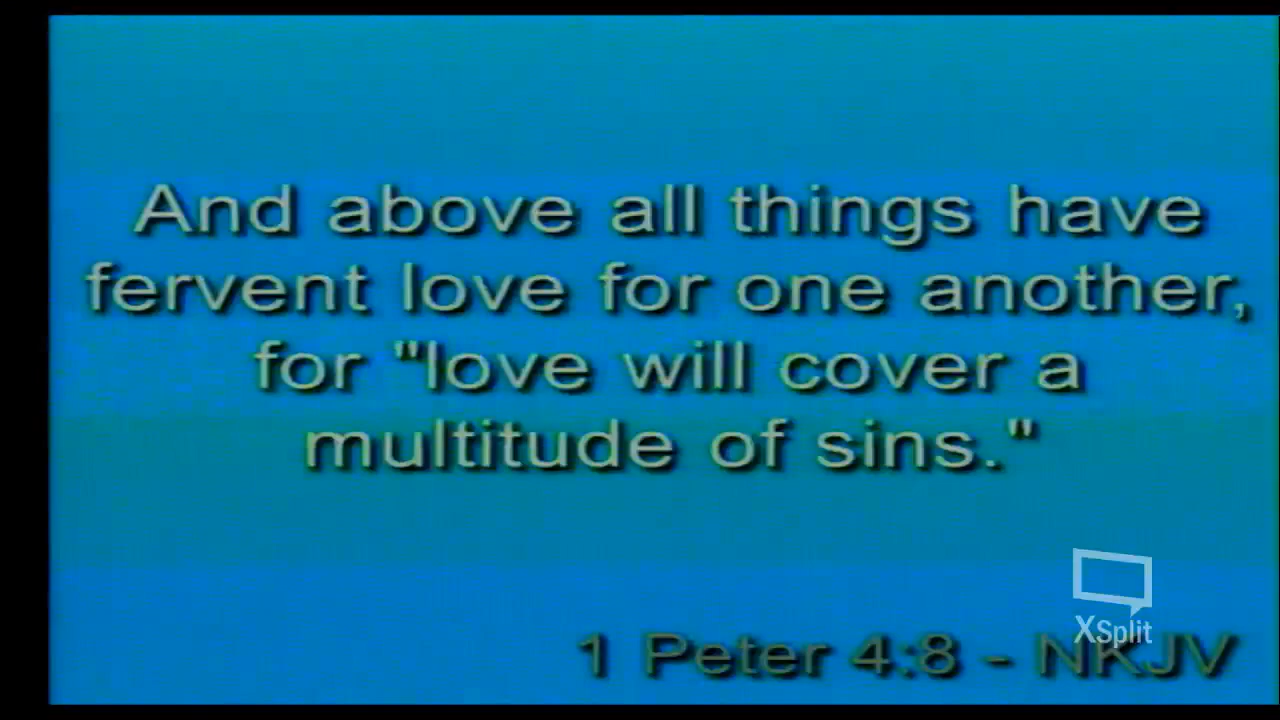 And above all things have
fervent love for one another,
for "love will cover a
multitude of sins."
XSplit
1 Peter 4:8 - NKJV